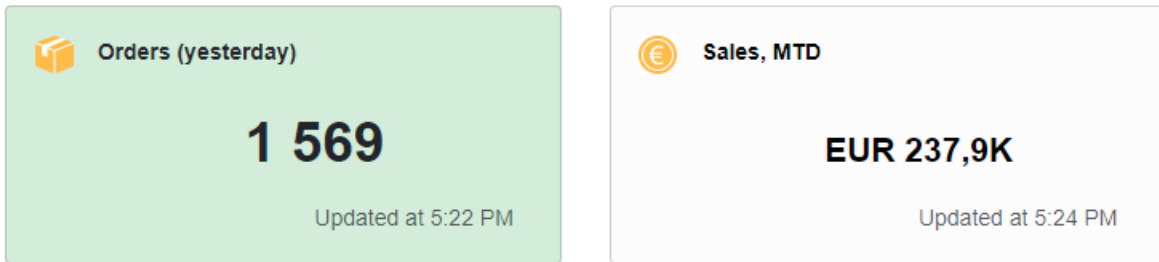 Orders (yesterday)
1 569
Updated at 5:22 PM
Sales, MTD
EUR 237,9K
Updated at 5:24 PM